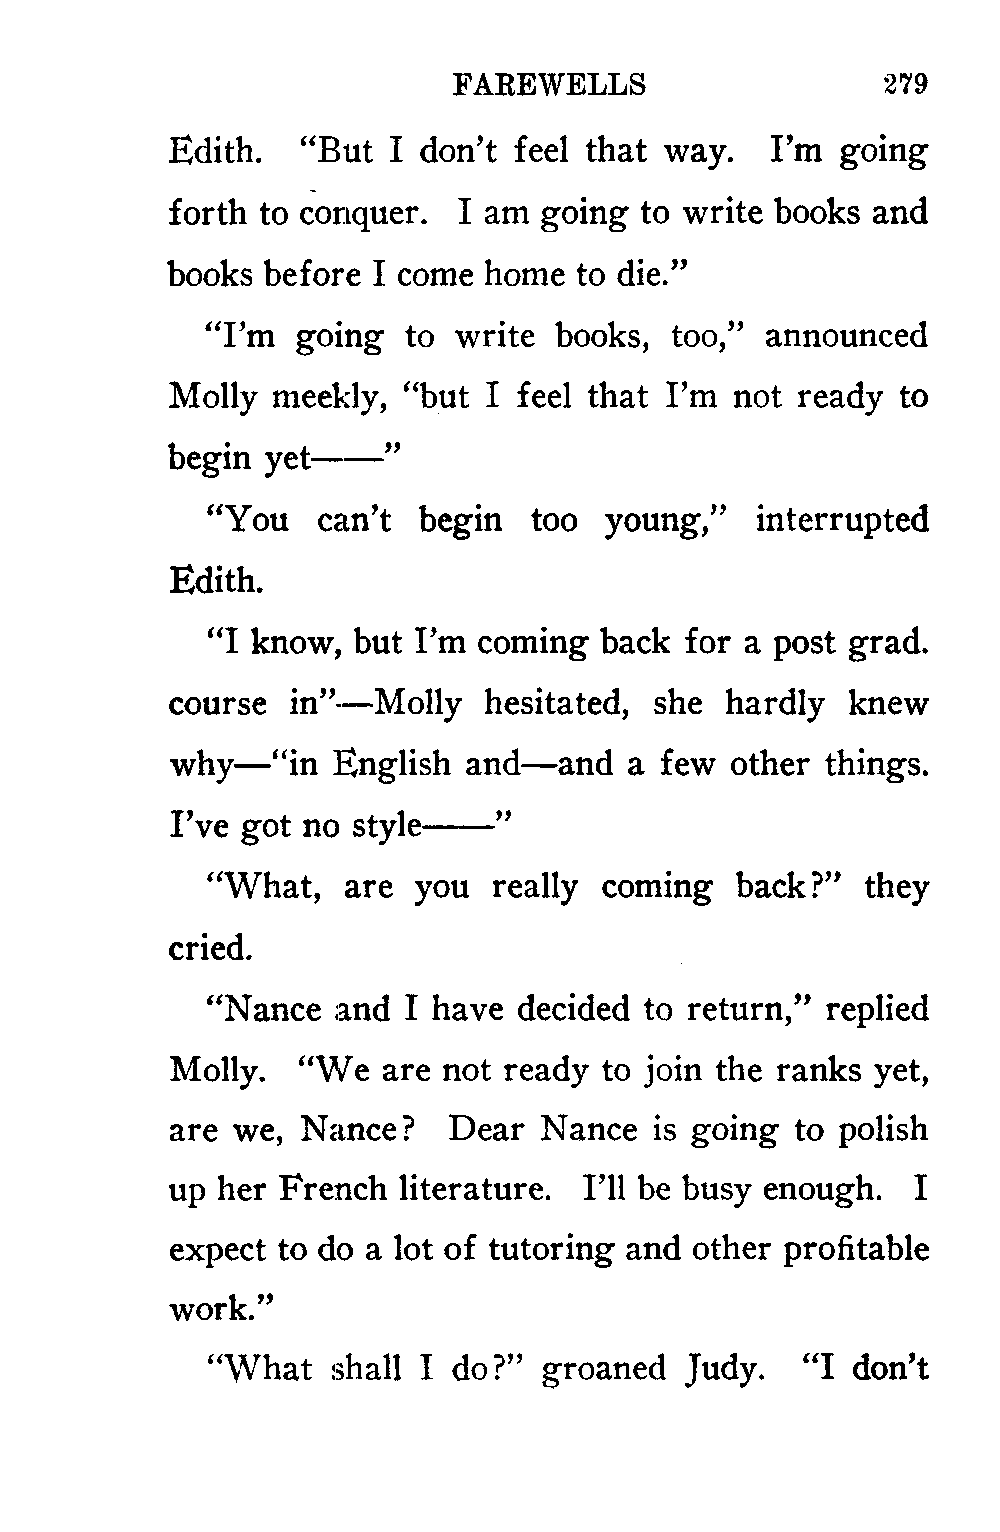 FAREWELLS 279
Edith. “But I don’t feel that way. I’m going
forth to conquer. I am going to write books and
books before I come home to die.”
“I’m going to write books, too,” announced
Molly meekly, “but I feel that I’m not ready to
begin yet——”
“You can’t begin too young,” interrupted
Edith.
“I know, but I’m coming back for a post grad.
course in”—Molly hesitated, she hardly knew
why—“in English and—and a few other things.
I’ve got no style——”
“What, are you really coming back?” they
cried.
“Nance and I have decided to return,” replied
Molly. “We are not ready to join the ranks yet,
are we, Nance? Dear Nance is going to polish
up her French literature. I’ll be busy enough. I
expect to do a lot of tutoring and other profitable
work.”
“What shall I do?” groaned Judy. “I don’t